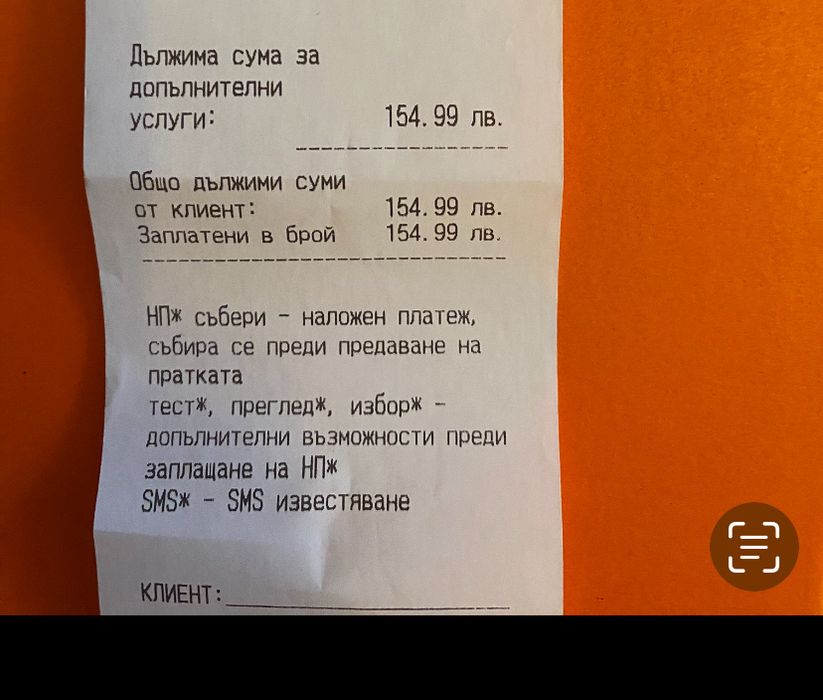 Дължима сума за
допълнителни
услуги: 154.99 лв.
Общо дължими суми
от клиент: 154.99 лв.
Заплатени в брой 154.99 лв.
НП* събери - наложен платеж,
събира се преди предаване на
пратката
тест*, преглед*, избор* -
допълнителни възможности преди
заплащане на НП*
SMS* - SMS известяване
КЛИЕНТ: